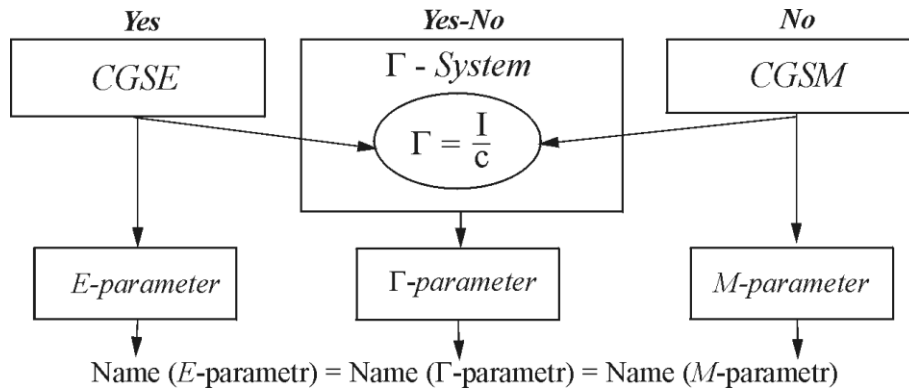 Yes Yes-No No
CGSE Γ - System CGSM
Γ = I/c
E-parameter Γ-parameter M-parameter
Name (E-parametr) = Name (Γ-parametr) = Name (M-parametr)